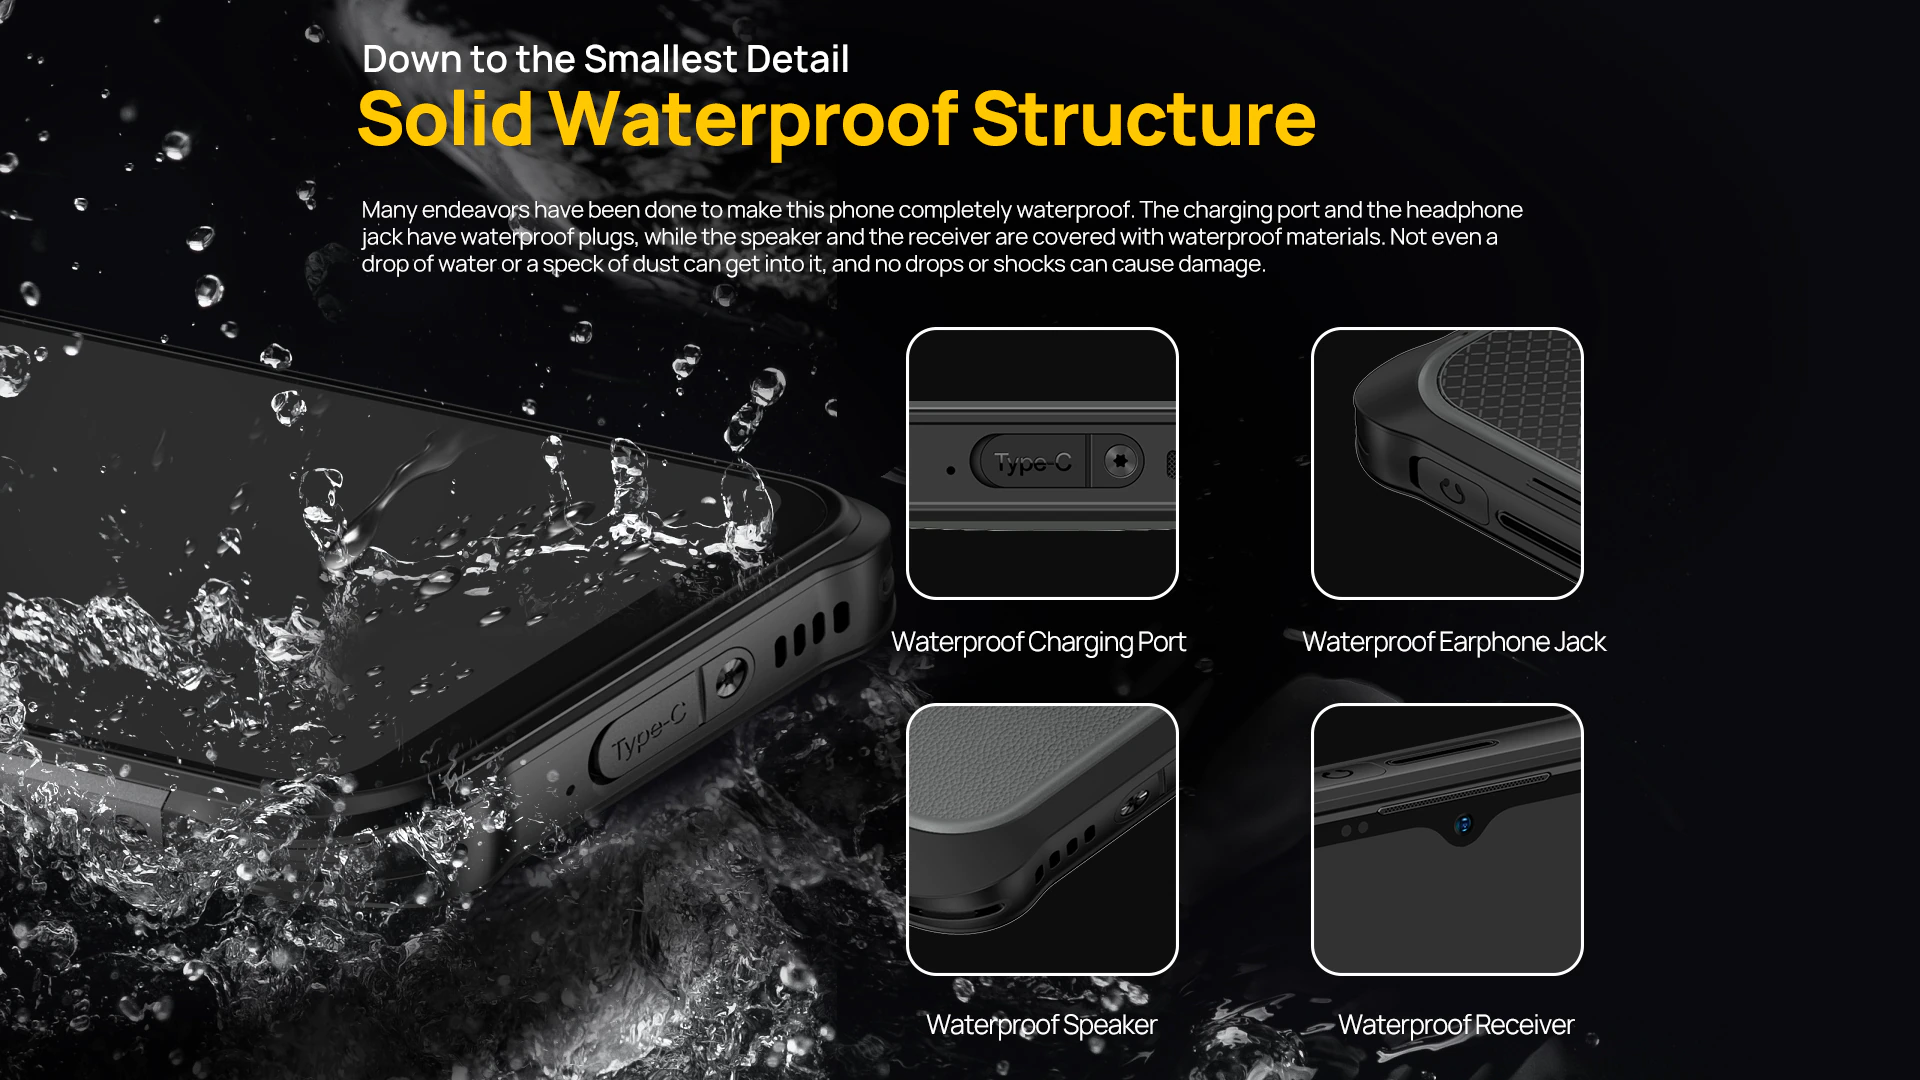 Down to the Smallest Detail
Solid Waterproof Structure
Many endeavors have been done to make this phone completely waterproof. The charging port and the headphone
jack have waterproof plugs, while the speaker and the receiver are covered with waterproof materials. Not even a
drop of water or a speck of dust can get into it, and no drops or shocks can cause damage.
Type-C
Type-C
Waterproof Charging Port
Waterproof Earphone Jack
Waterproof Speaker
Waterproof Receiver